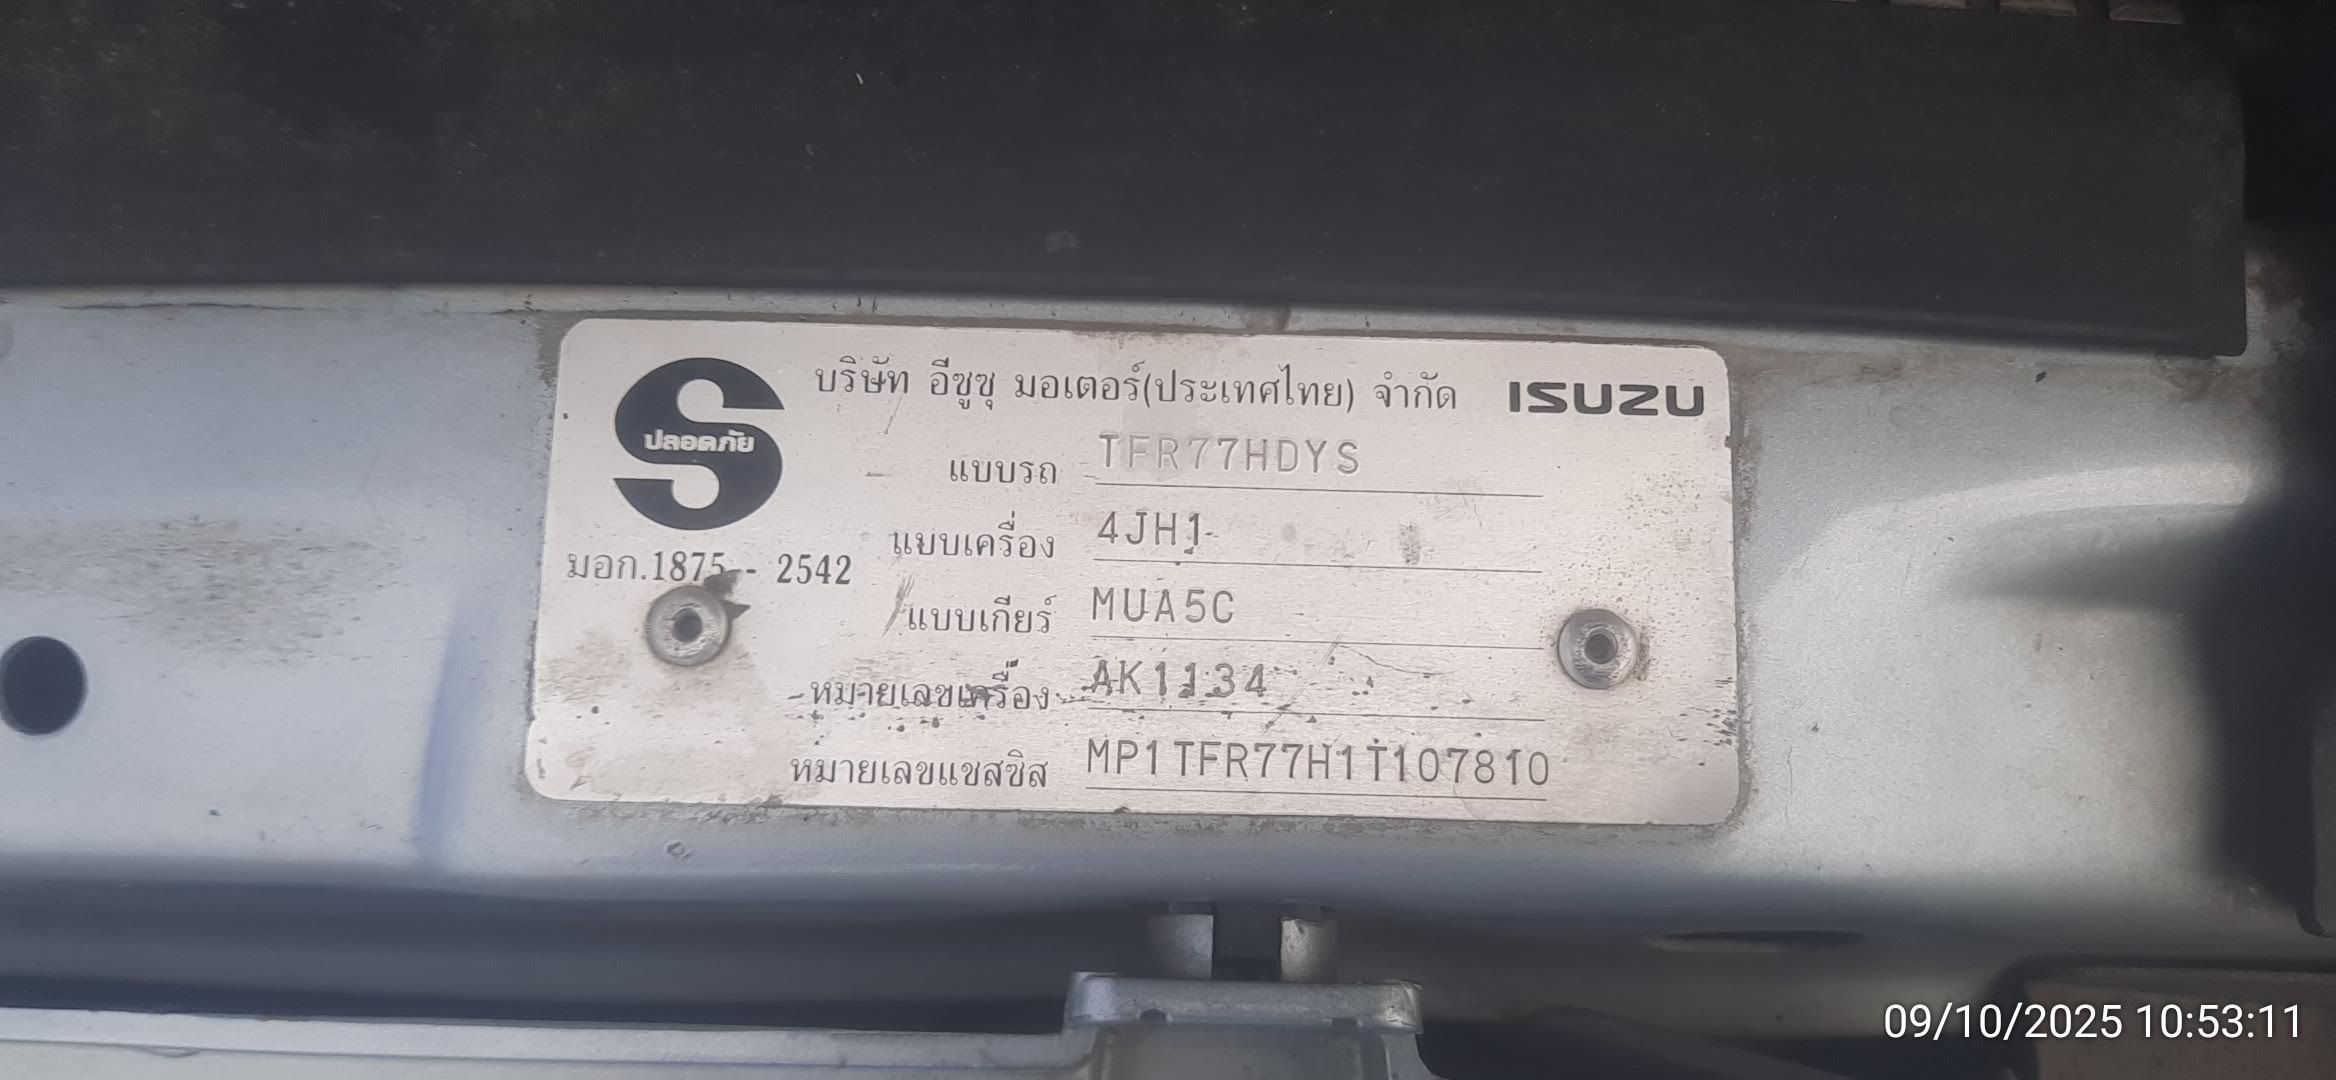 บริษัท อีซูซุ มอเตอร์(ประเทศไทย) จำกัด ISUZU
ปลอดภัย
มอก.1875 - 2542
แบบรถ TFR77HDYS
แบบเครื่อง 4JH1
แบบเกียร์ MUA5C
หมายเลขเครื่อง AK1134
หมายเลขแชสซิส MP1TFR77H1T107810
09/10/2025 10:53:11